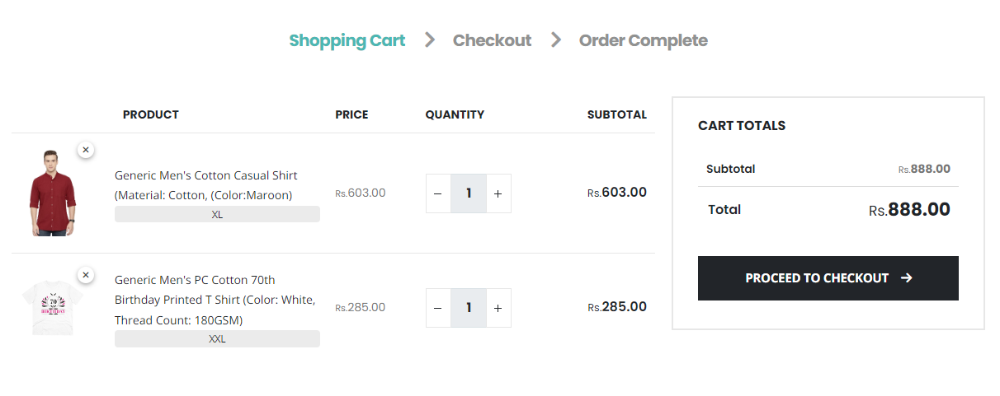 Shopping Cart > Checkout > Order Complete
PRODUCT PRICE QUANTITY SUBTOTAL
×
Generic Men's Cotton Casual Shirt
(Material: Cotton, (Color:Maroon)
XL
Rs.603.00
− 1 +
Rs.603.00
×
70
BIRTHDAY
Generic Men's PC Cotton 70th
Birthday Printed T Shirt (Color: White,
Thread Count: 180GSM)
XXL
Rs.285.00
− 1 +
Rs.285.00
CART TOTALS
Subtotal Rs.888.00
Total Rs.888.00
PROCEED TO CHECKOUT →